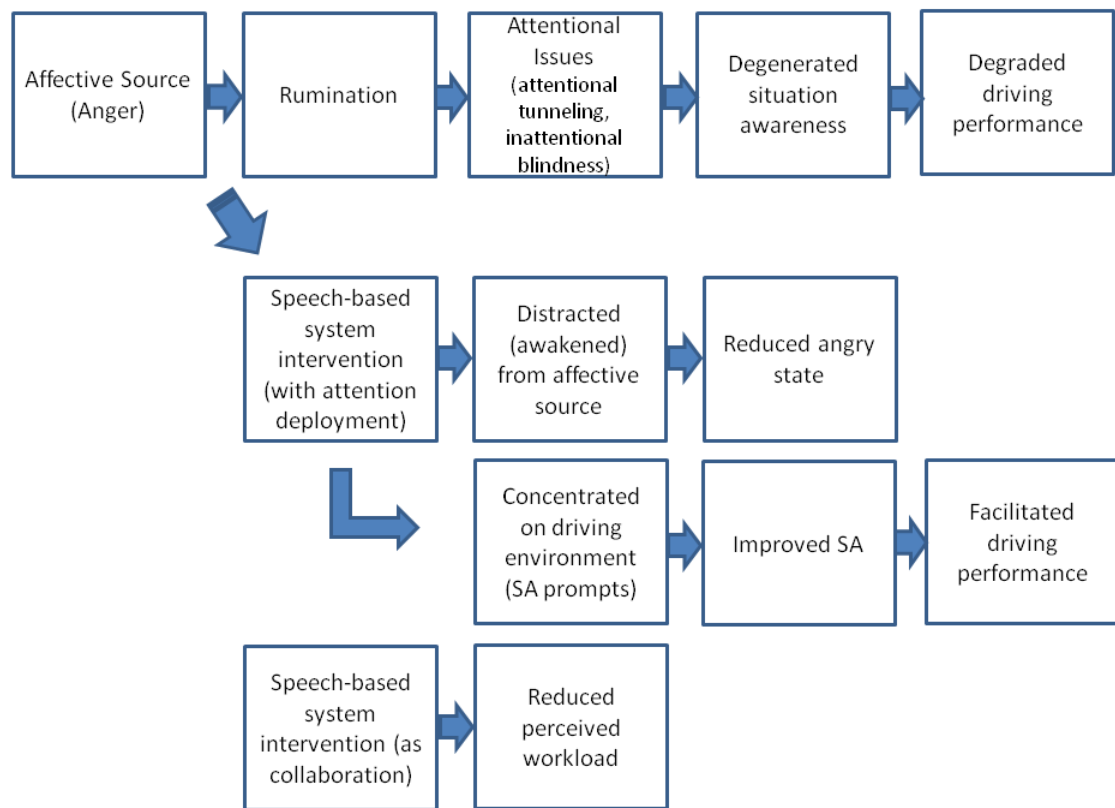 Affective Source
(Anger)
Rumination
Attentional
Issues
(attentional
tunneling,
inattentional
blindness)
Degenerated
situation
awareness
Degraded
driving
performance
Speech-based
system
intervention
(with attention
deployment)
Distracted
(awakened)
from affective
source
Reduced angry
state
Concentrated
on driving
environment
(SA prompts)
Improved SA
Facilitated
driving
performance
Speech-based
system
intervention (as
collaboration)
Reduced
perceived
workload